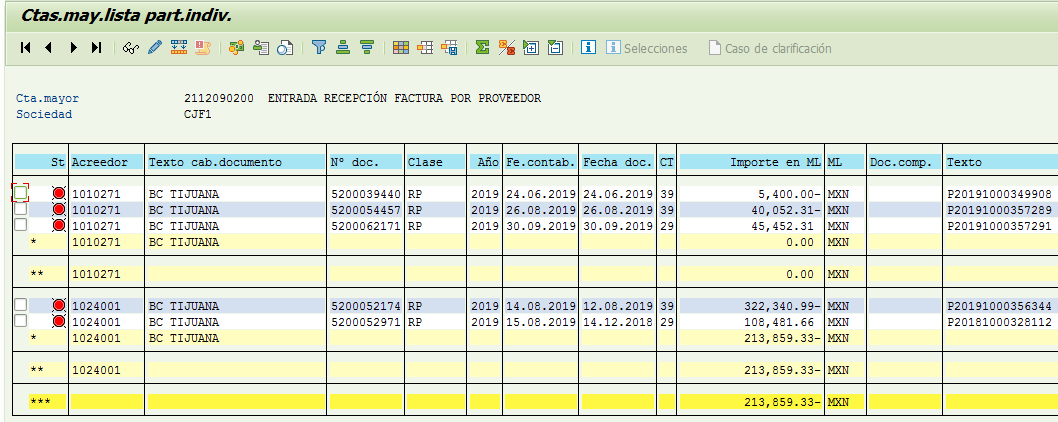 Ctas.may.lista part.indiv.
Selecciones Caso de clarificación
Cta.mayor 2112090200 ENTRADA RECEPCIÓN FACTURA POR PROVEEDOR
Sociedad CJF1
St Acreedor Texto cab.documento Nº doc. Clase Año Fe.contab. Fecha doc. CT Importe en ML ML Doc.comp. Texto
1010271 BC TIJUANA 5200039440 RP 2019 24.06.2019 24.06.2019 39 5,400.00- MXN P20191000349908
1010271 BC TIJUANA 5200054457 RP 2019 26.08.2019 26.08.2019 39 40,052.31- MXN P20191000357289
1010271 BC TIJUANA 5200062171 RP 2019 30.09.2019 30.09.2019 29 45,452.31 MXN P20191000357291
* 1010271 BC TIJUANA 0.00 MXN
** 1010271 0.00 MXN
1024001 BC TIJUANA 5200052174 RP 2019 14.08.2019 12.08.2019 39 322,340.99- MXN P20191000356344
1024001 BC TIJUANA 5200052971 RP 2019 15.08.2019 14.12.2018 29 108,481.66 MXN P20181000328112
* 1024001 BC TIJUANA 213,859.33- MXN
** 1024001 213,859.33- MXN
*** 213,859.33- MXN